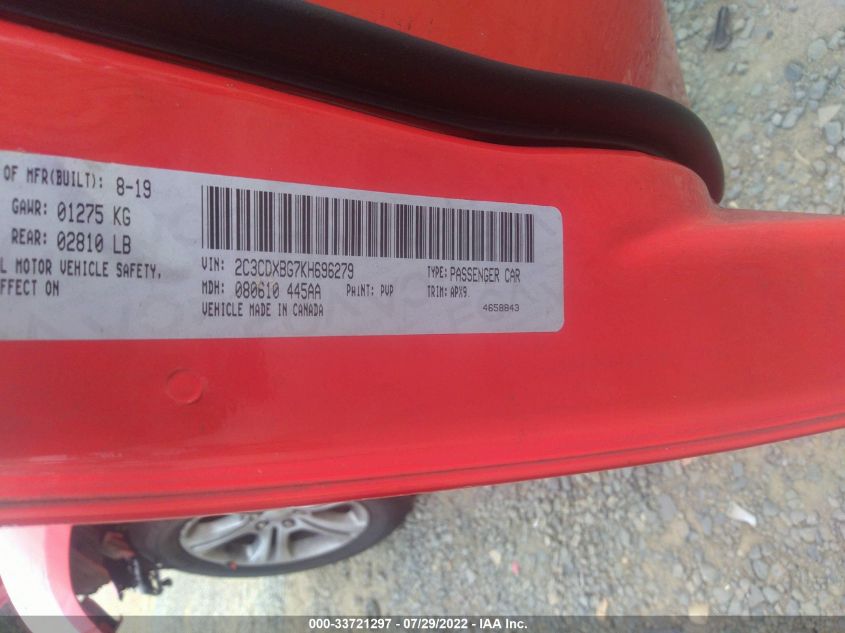 OF MFR(BUILT): 8-19
GAWR: 01275 KG
REAR: 02810 LB
L MOTOR VEHICLE SAFETY,
FFECT ON
VIN: 2C3CDXBG7KH696279 TYPE: PASSENGER CAR
MDH: 080610 445AA PAINT: PVP TRIM: APX9
VEHICLE MADE IN CANADA 4658843
000-33721297 - 07/29/2022 - IAA Inc.